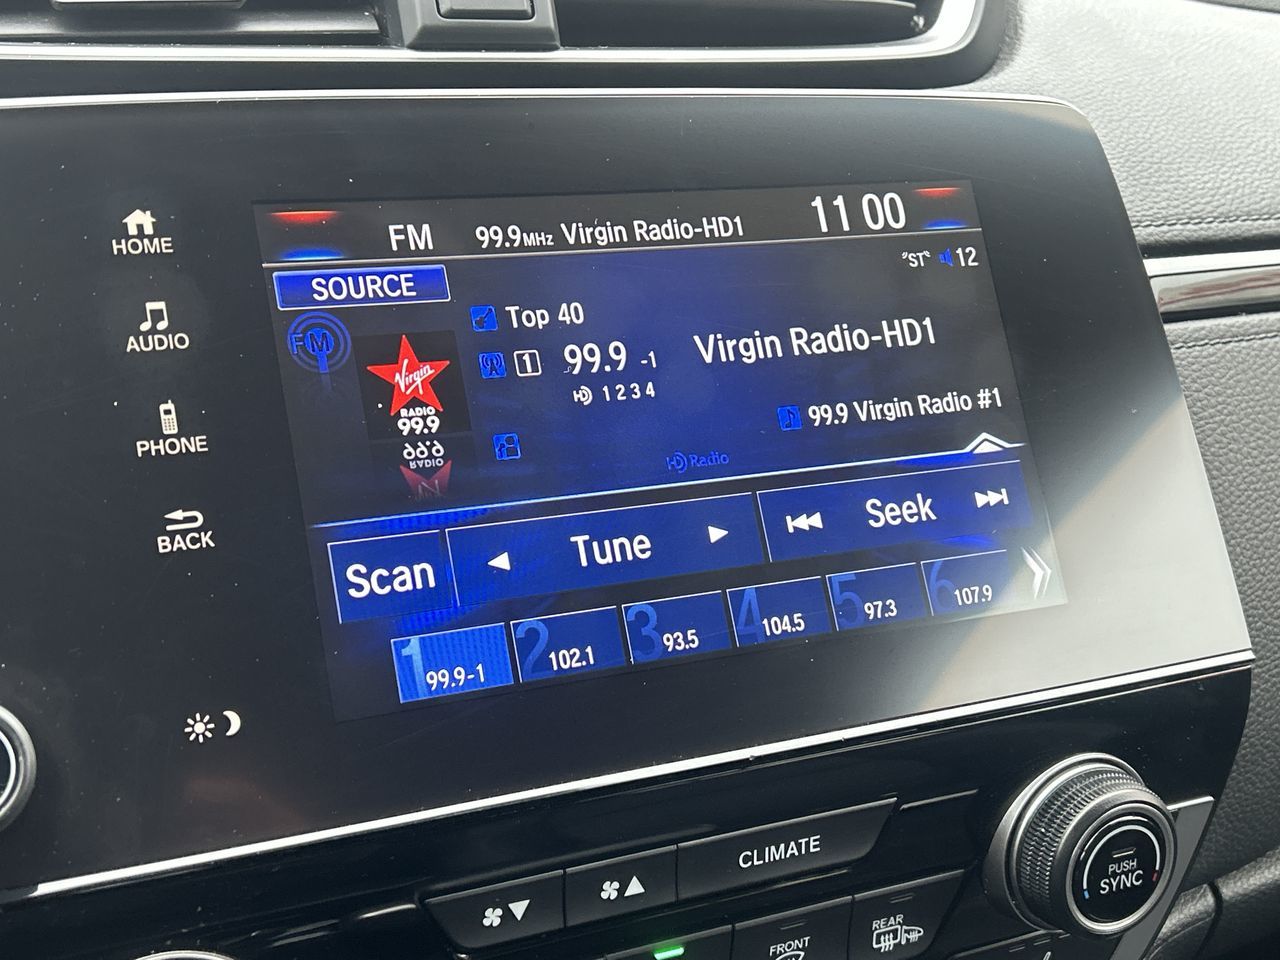 HOME
AUDIO
PHONE
BACK
FM 99.9MHz Virgin Radio-HD1 11 00
"ST" 12
SOURCE
FM
Virgin
RADIO
99.9
Top 40
1 99.9 -1
HD 1 2 3 4
Virgin Radio-HD1
99.9 Virgin Radio #1
HD Radio
Scan Tune Seek
1 99.9-1
2 102.1
3 93.5
4 104.5
5 97.3
6 107.9
CLIMATE
PUSH
SYNC
FRONT
REAR